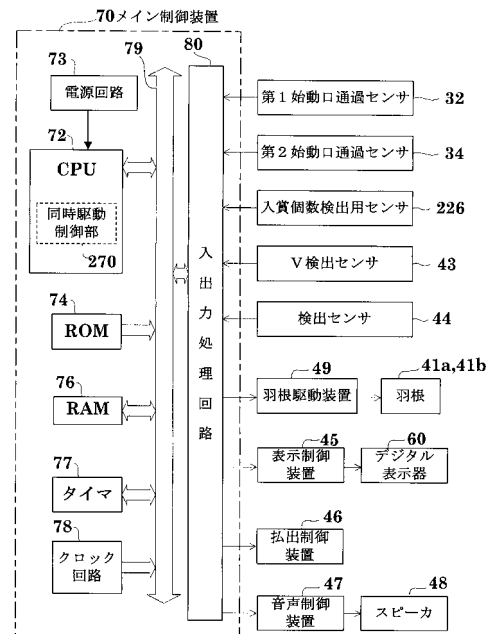 70メイン制御装置
73
電源回路
72
CPU
同時駆動
制御部
270
74
ROM
76
RAM
77
タイマ
78
クロック
回路
79
80
入出力処理回路
第1始動口通過センサ
32
第2始動口通過センサ
34
入賞個数検出用センサ
226
V検出センサ
43
検出センサ
44
49
羽根駆動装置
41a,41b
羽根
45
表示制御
装置
60
デジタル
表示器
46
払出制御
装置
47
音声制御
装置
48
スピーカ